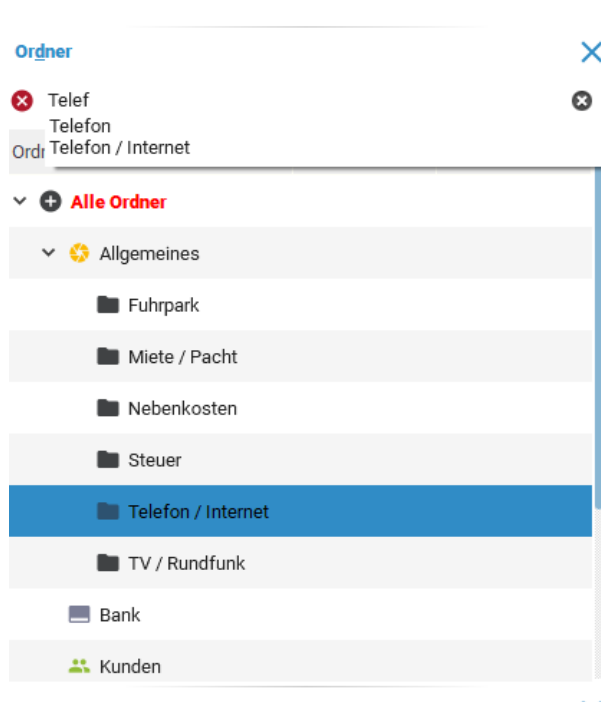 Ordner
Telef
Telefon
Telefon / Internet
Alle Ordner
Allgemeines
Fuhrpark
Miete / Pacht
Nebenkosten
Steuer
Telefon / Internet
TV / Rundfunk
Bank
Kunden